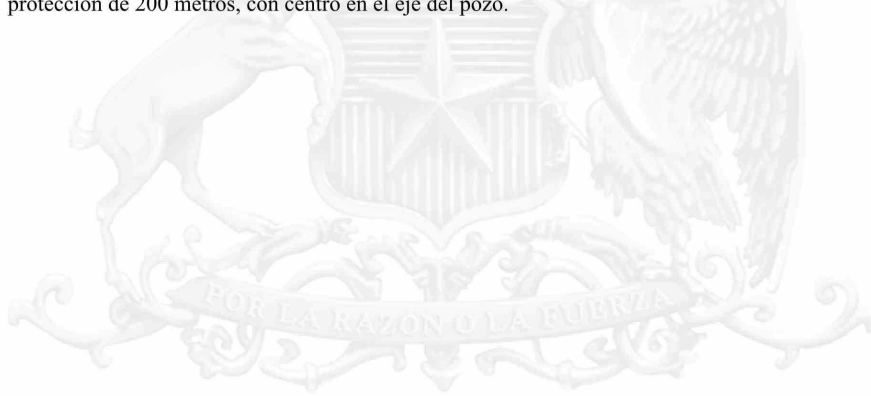 protección de 200 metros, con centro en el eje del pozo.
POR LA RAZON O LA FUERZA